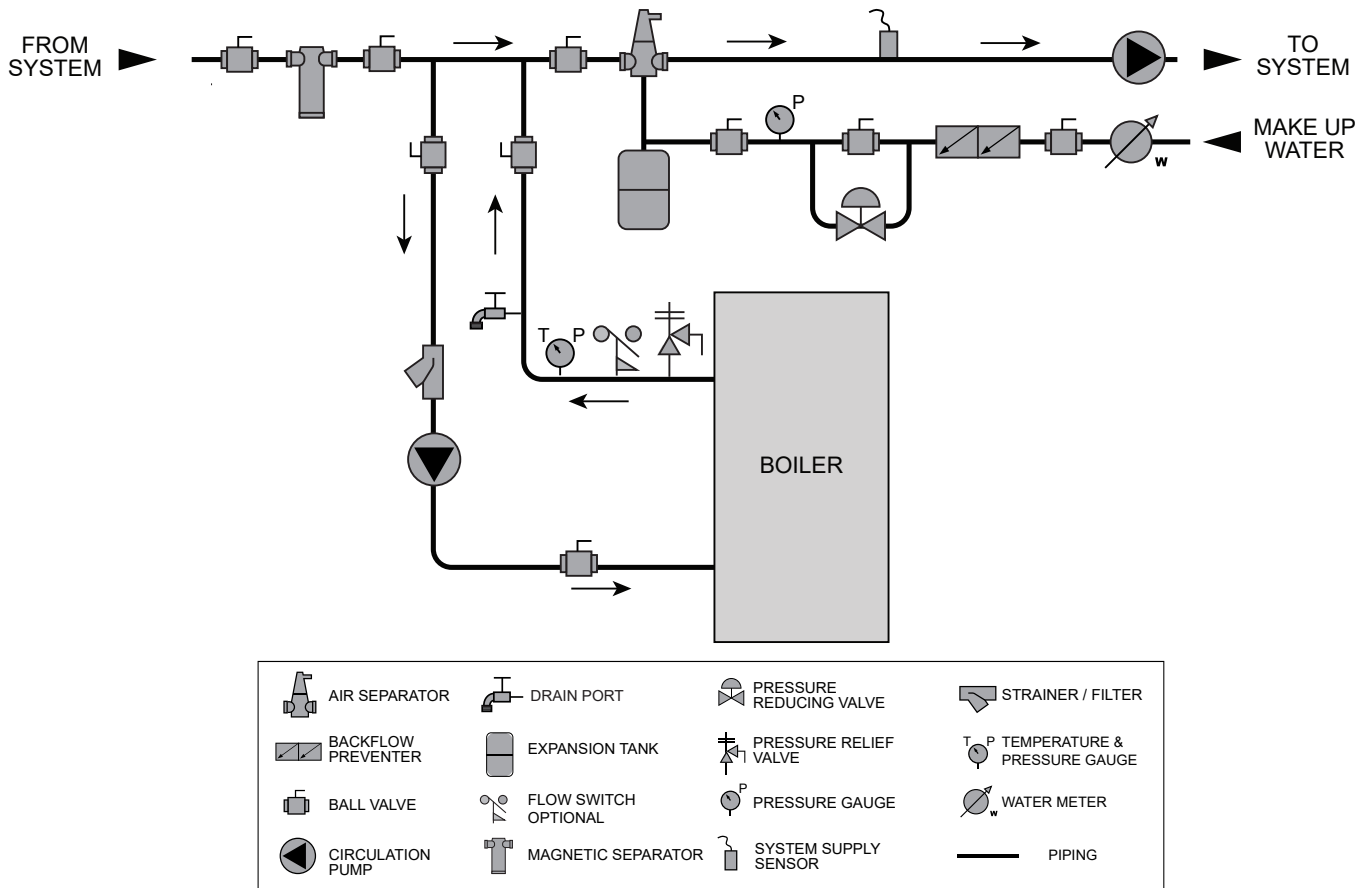 FROM
SYSTEM
TO
SYSTEM
P
MAKE UP
WATER
w
T P
BOILER
AIR SEPARATOR
DRAIN PORT
PRESSURE
REDUCING VALVE
STRAINER / FILTER
BACKFLOW
PREVENTER
EXPANSION TANK
PRESSURE RELIEF
VALVE
T P
TEMPERATURE &
PRESSURE GAUGE
BALL VALVE
FLOW SWITCH
OPTIONAL
P
PRESSURE GAUGE
w
WATER METER
CIRCULATION
PUMP
MAGNETIC SEPARATOR
SYSTEM SUPPLY
SENSOR
PIPING